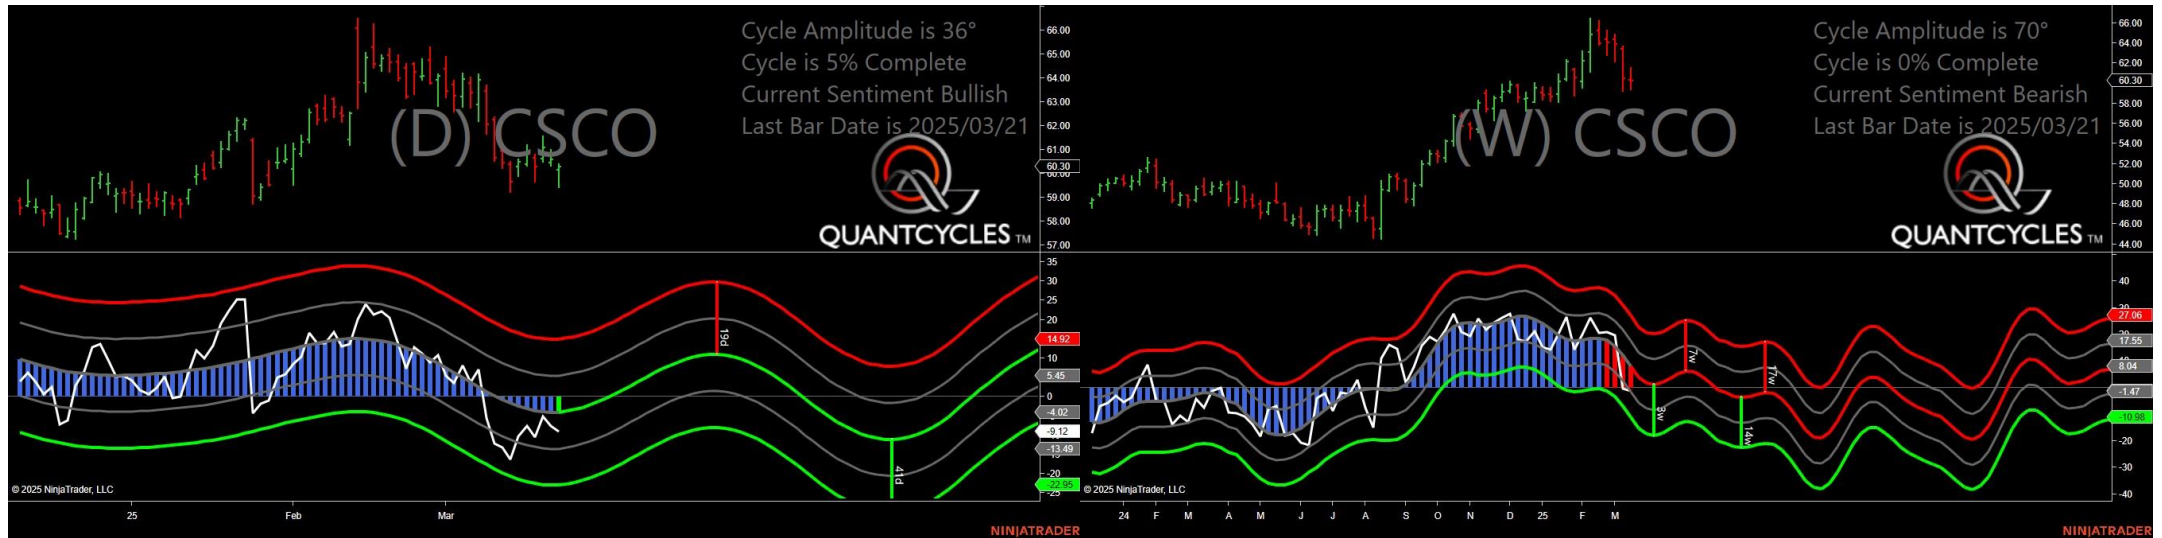 Cycle Amplitude is 36°
Cycle is 5% Complete
Current Sentiment Bullish
Last Bar Date is 2025/03/21
(D) CSCO
QUANTCYCLES TM
66.00
65.00
64.00
63.00
62.00
61.00
60.30
59.00
58.00
57.00
35
30
25
20
14.92
10
5.45
0
-4.02
-9.12
-13.49
-20
-22.95
19d
41d
© 2025 NinjaTrader, LLC
25 Feb Mar
NINJATRADER
Cycle Amplitude is 70°
Cycle is 0% Complete
Current Sentiment Bearish
Last Bar Date is 2025/03/21
(W) CSCO
QUANTCYCLES TM
66.00
64.00
62.00
60.30
58.00
56.00
54.00
52.00
50.00
48.00
46.00
44.00
40
27.06
17.55
8.04
-1.47
-10.98
-20
-30
-40
7w
17w
14w
© 2025 NinjaTrader, LLC
24 F M A M J J A S O N D 25 F M
NINJATRADER